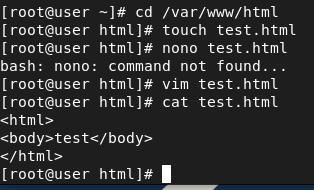 [root@user ~]# cd /var/www/html
[root@user html]# touch test.html
[root@user html]# nono test.html
bash: nono: command not found...
[root@user html]# vim test.html
[root@user html]# cat test.html
<html>
<body>test</body>
</html>
[root@user html]#